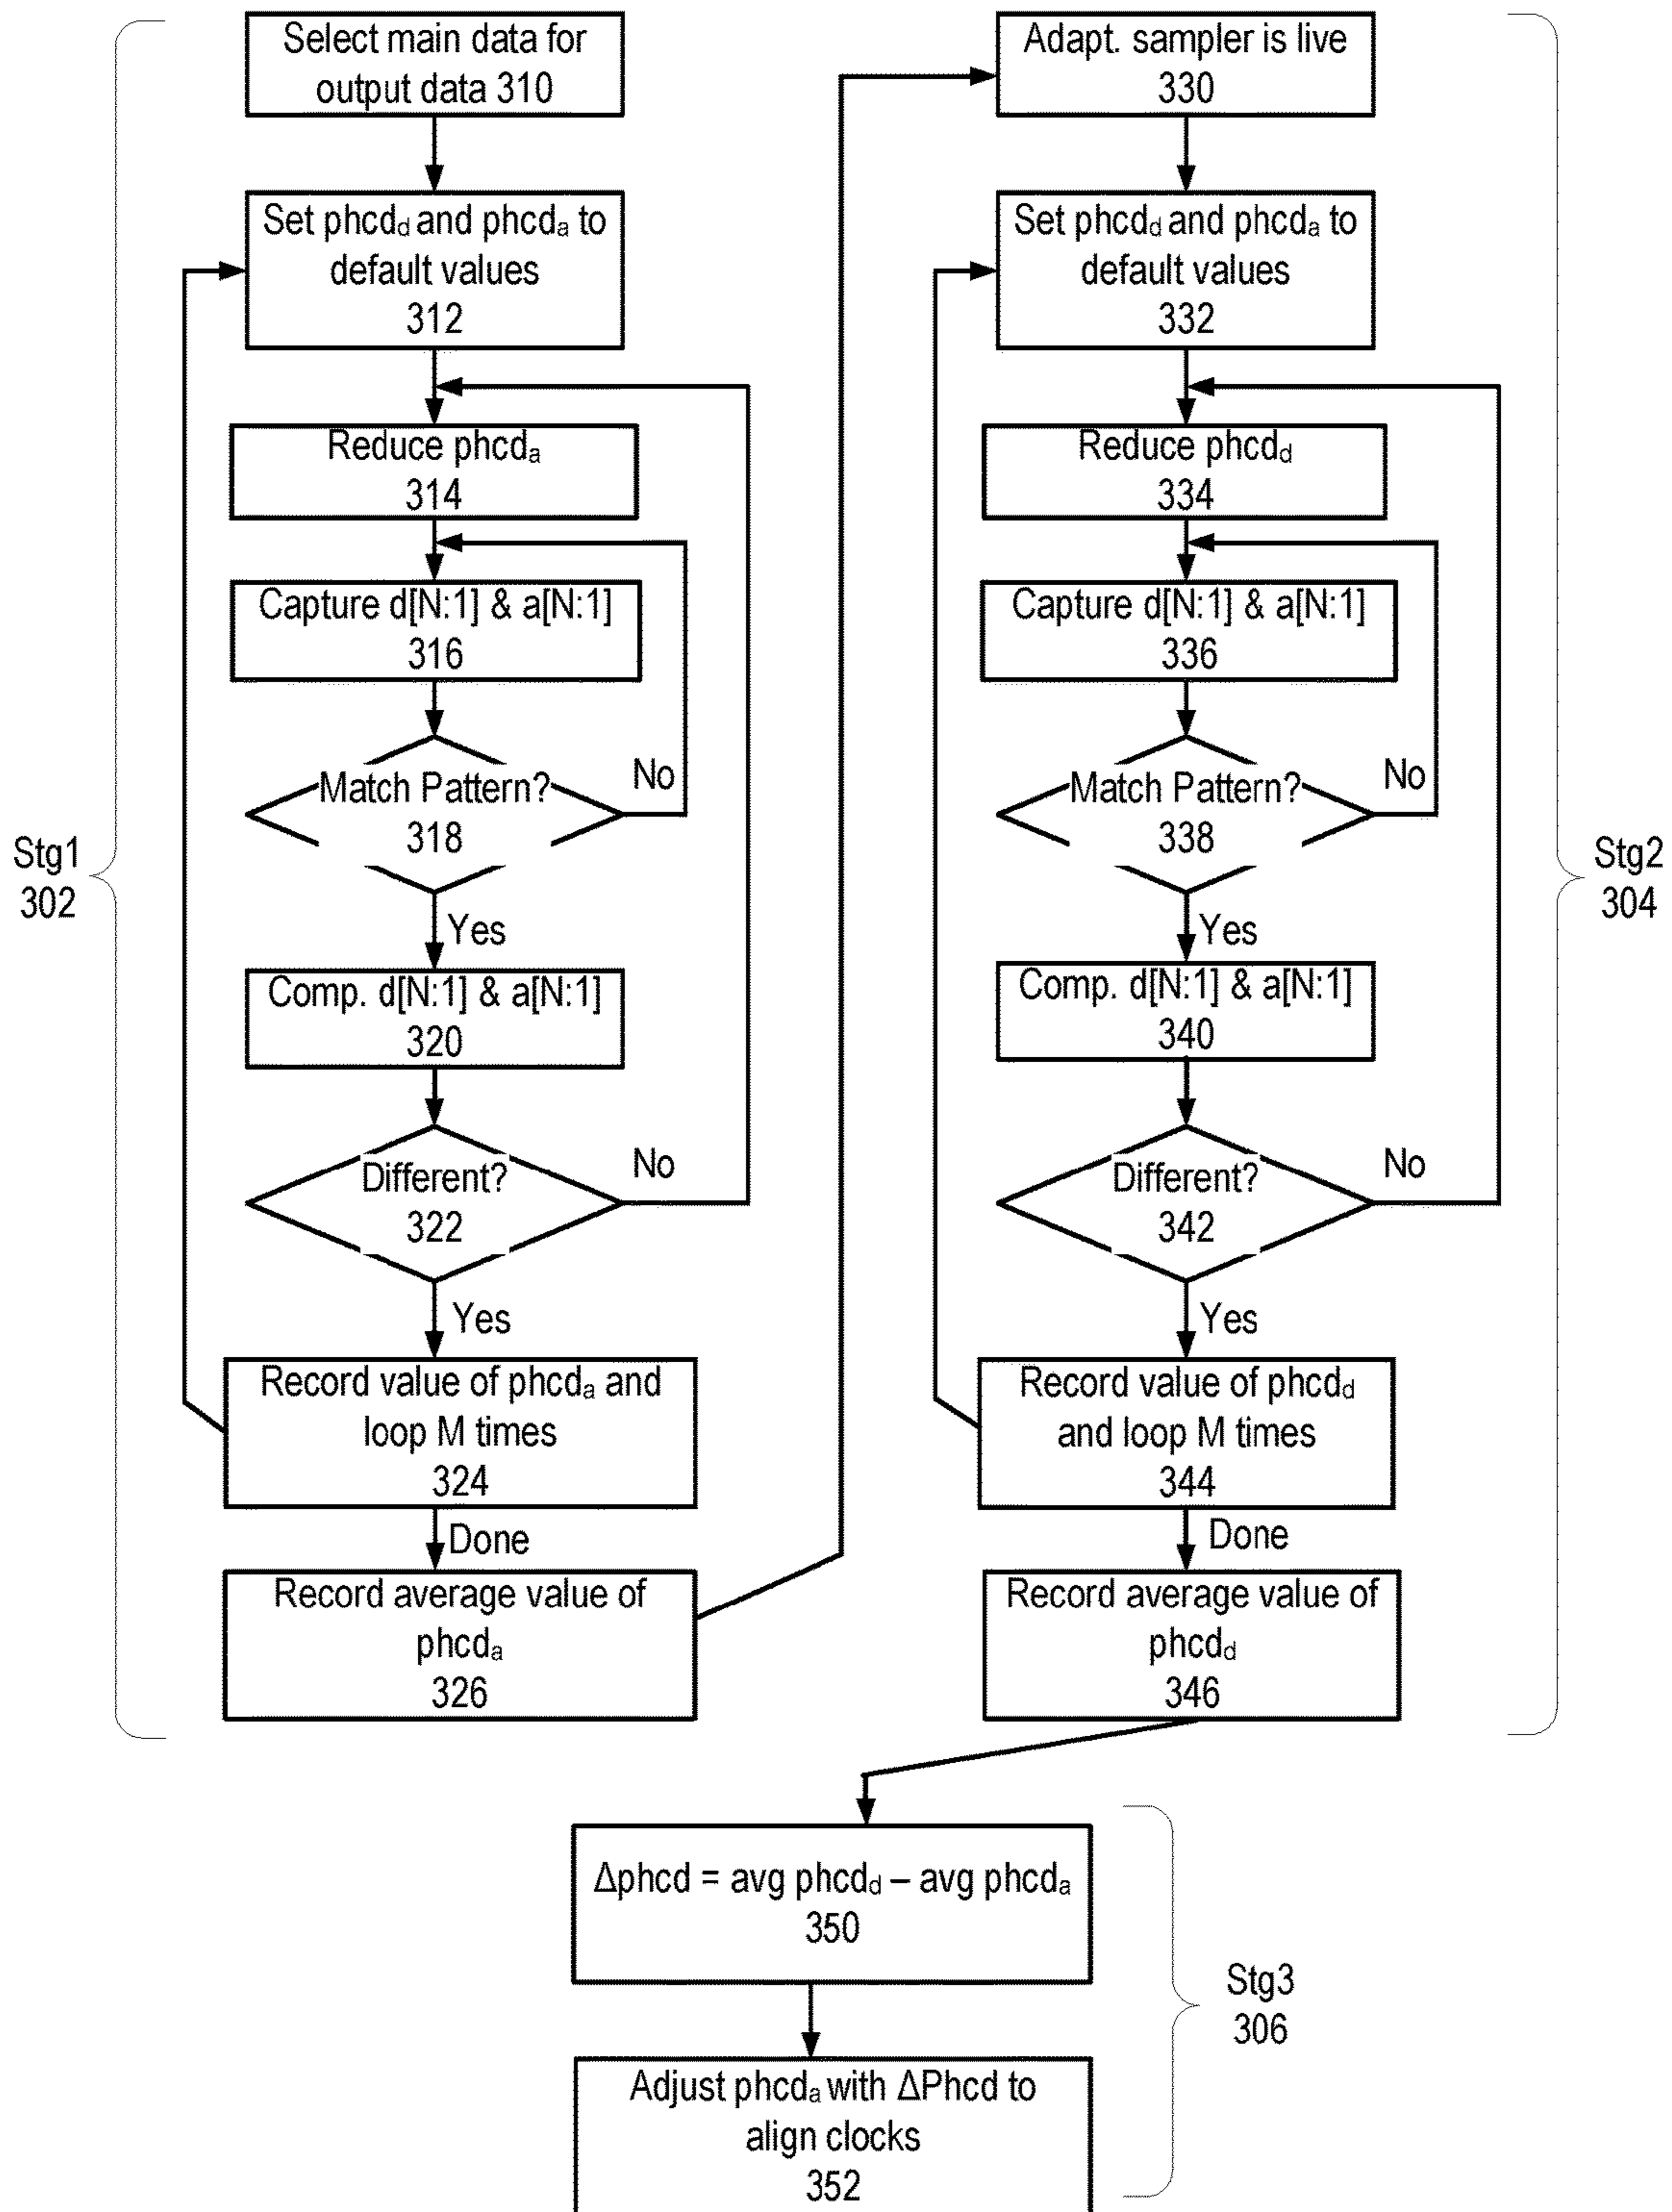 Stg1
302
Select main data for
output data 310
Set phcdd and phcda to
default values
312
Reduce phcda
314
Capture d[N:1] & a[N:1]
316
Match Pattern?
318
No
Yes
Comp. d[N:1] & a[N:1]
320
Different?
322
No
Yes
Record value of phcda and
loop M times
324
Done
Record average value of
phcda
326
Adapt. sampler is live
330
Set phcdd and phcda to
default values
332
Reduce phcdd
334
Capture d[N:1] & a[N:1]
336
Match Pattern?
338
No
Yes
Comp. d[N:1] & a[N:1]
340
Different?
342
No
Yes
Record value of phcdd
and loop M times
344
Done
Record average value of
phcdd
346
Stg2
304
Δphcd = avg phcdd – avg phcda
350
Adjust phcda with ΔPhcd to
align clocks
352
Stg3
306